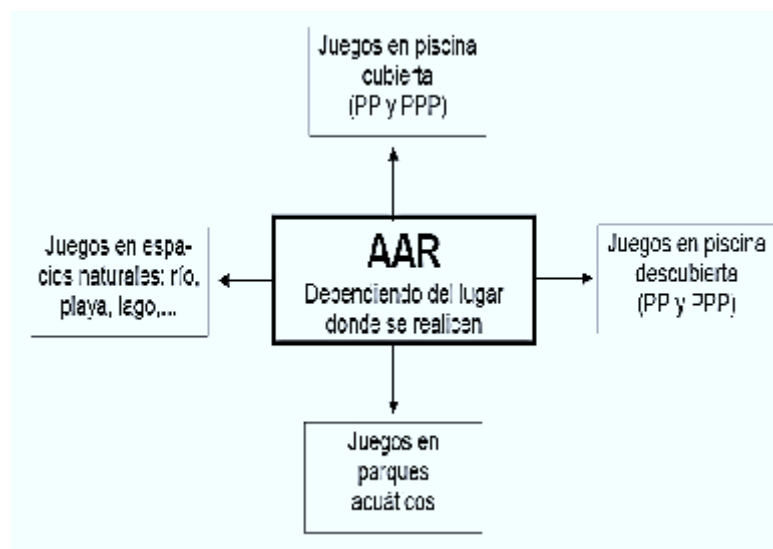 Juegos en piscina
cubierta
(PP y PPP)
AAR
Dependiendo del lugar
donde se realicen
Juegos en espa-
cios naturales: río,
playa, lago,...
Juegos en piscina
descubierta
(PP y PPP)
Juegos en
parques
acuáticos